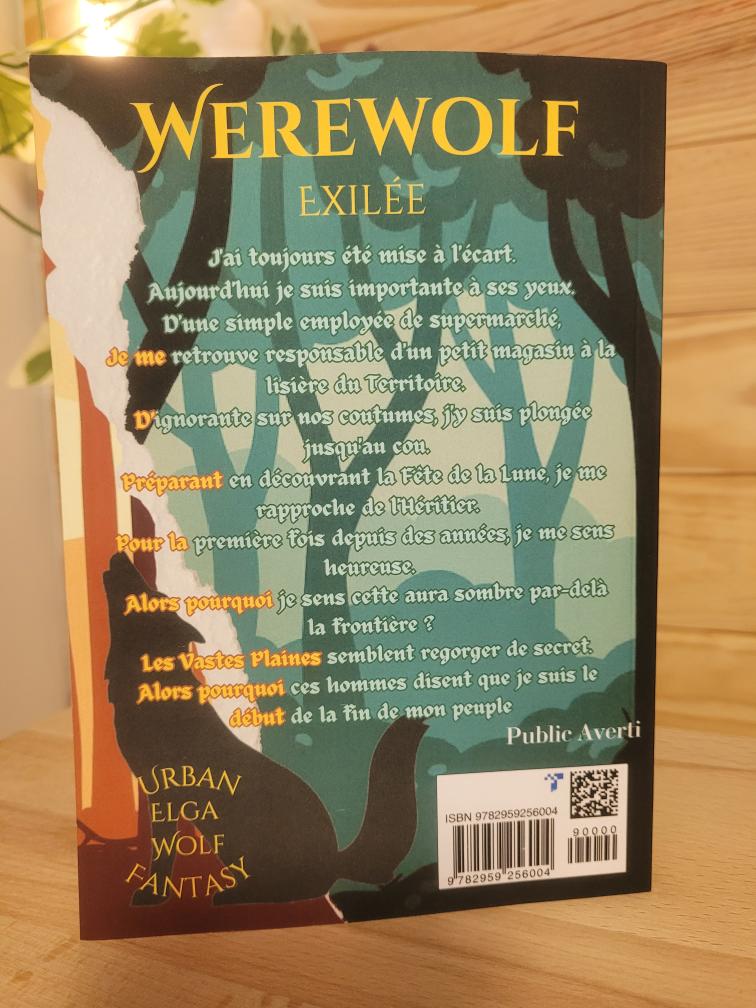 WEREWOLF
EXILÉE
J'ai toujours été mise à l'écart.
Aujourd'hui je suis importante à ses yeux.
D'une simple employée de supermarché,
Je me retrouve responsable d'un petit magasin à la
lisière du Territoire.
D'ignorante sur nos coutumes, j'y suis plongée
jusqu'au cou.
Préparant en découvrant la Fête de la Lune, je me
rapproche de l'Héritier.
Pour la première fois depuis des années, je me sens
heureuse.
Alors pourquoi je sens cette aura sombre par-delà
la frontière ?
Les Vastes Plaines semblent regorger de secret.
Alors pourquoi ces hommes disent que je suis le
début de la fin de mon peuple
Public Averti
URBAN
ELGA
WOLF
FANTASY
ISBN 9782959256004
90000
9 782959 256004